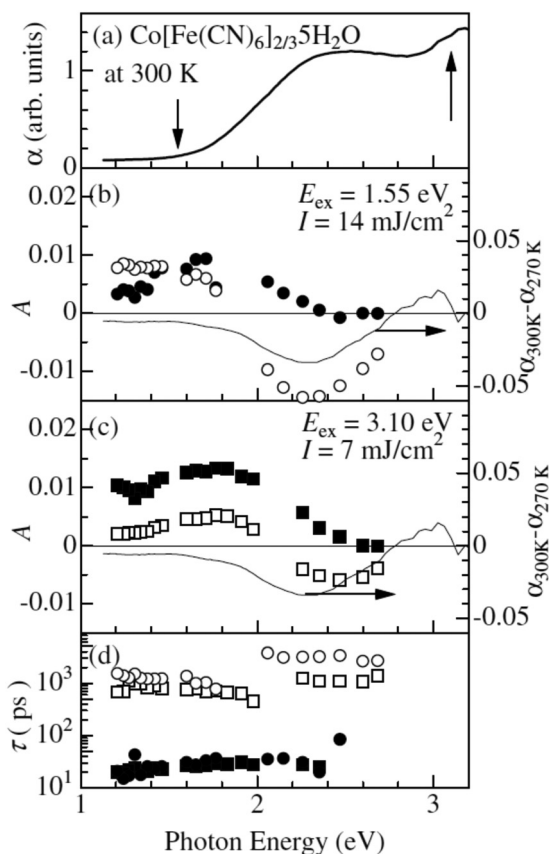 (a) Co[Fe(CN)6]2/35H2O
at 300 K
α (arb. units)
1
0
(b)
Eex = 1.55 eV
I = 14 mJ/cm2
0.02
0.01
0
-0.01
A
0.05
0
-0.05
α300K-α270 K
(c)
Eex = 3.10 eV
I = 7 mJ/cm2
0.02
0.01
0
-0.01
A
0.05
0
-0.05
α300K-α270 K
(d)
103
102
101
τ ( ps )
1
2
3
Photon Energy (eV)